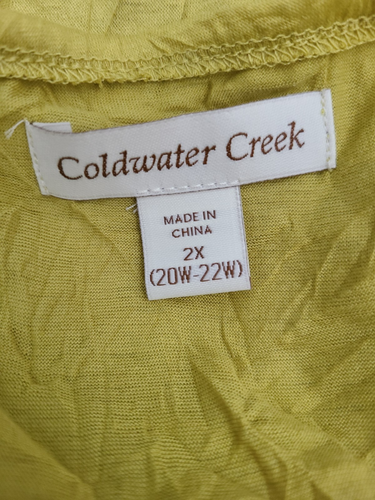 Coldwater Creek
MADE IN
CHINA
2X
(20W-22W)